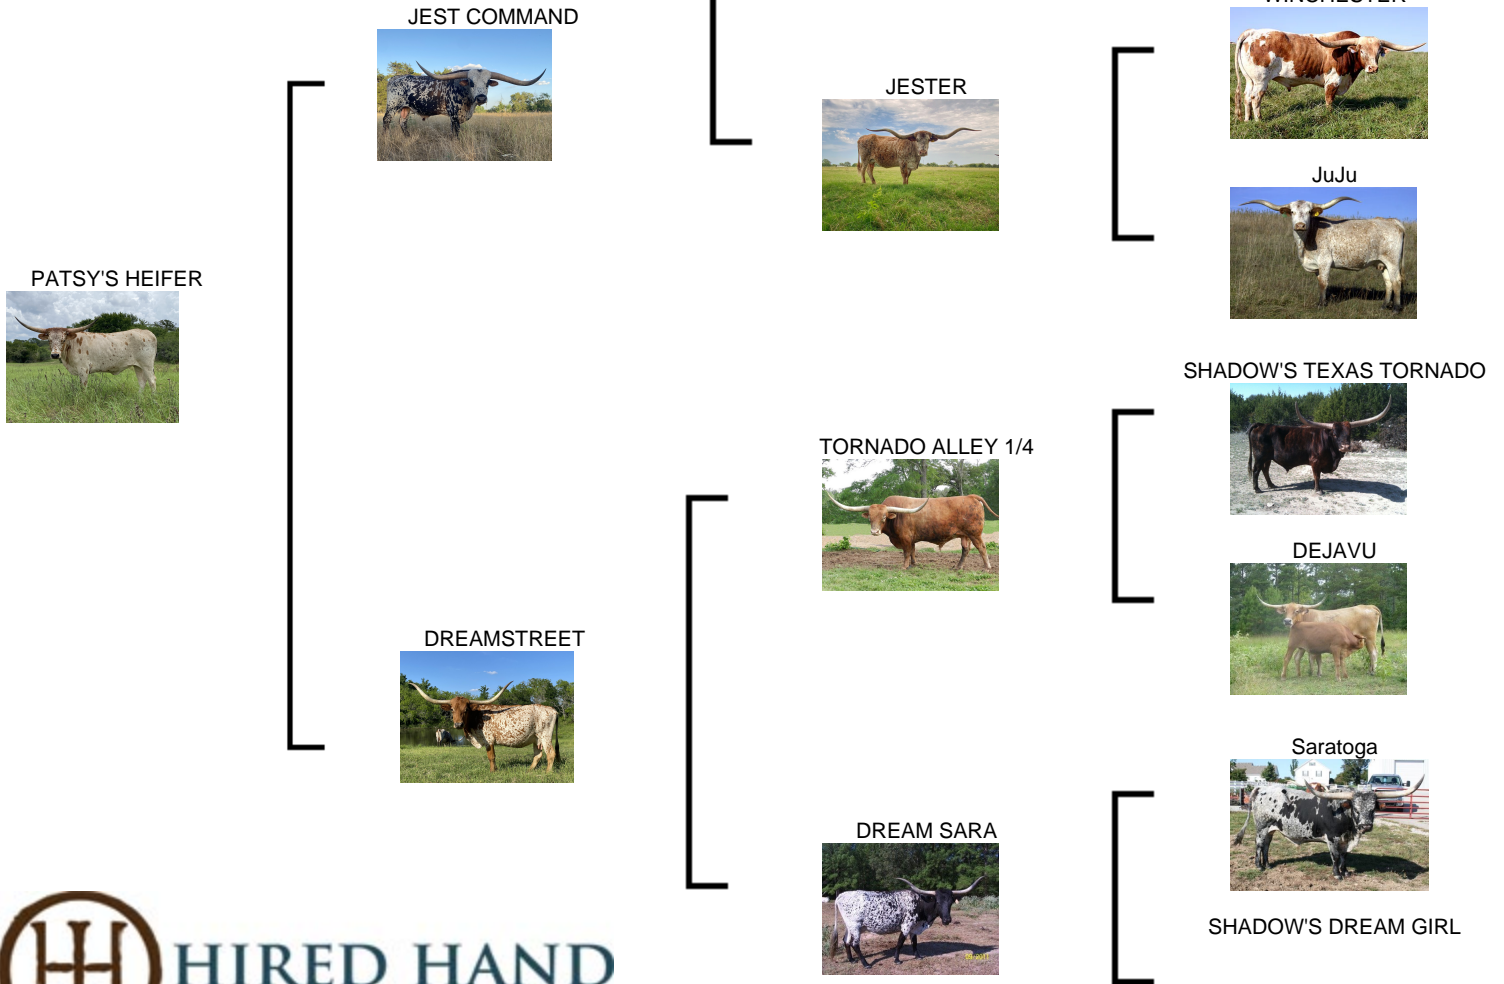 JEST COMMAND
JESTER
JuJu
PATSY'S HEIFER
SHADOW'S TEXAS TORNADO
TORNADO ALLEY 1/4
DEJAVU
DREAMSTREET
Saratoga
DREAM SARA
SHADOW'S DREAM GIRL
HIRED HAND